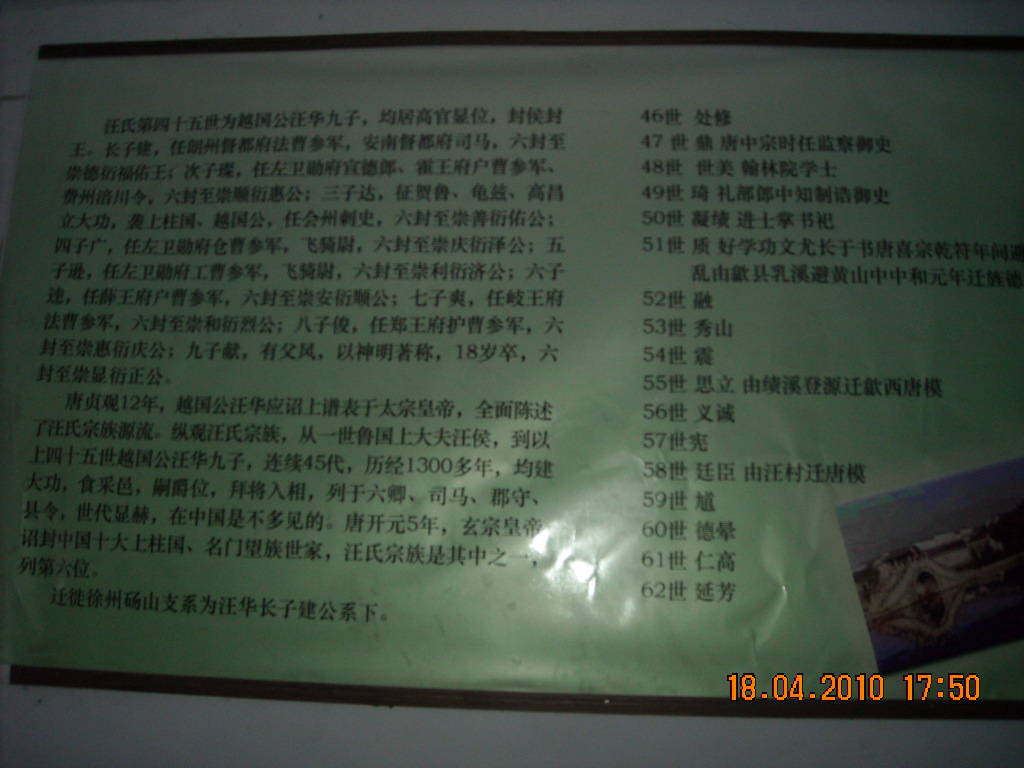 汪氏第四十五世为越国公汪华九子，均居高官显位，封侯封
王。长子建，任朗州督都府法曹参军，安南督都府司马，六封至
崇德衍福佑王；次子璨，任左卫勋府宣德郎、霍王府户曹参军、
费州涪川令，六封至崇顺衍惠公；三子达，征贺鲁、龟兹、高昌
立大功，袭上柱国、越国公，任会州刺史，六封至崇善衍佑公；
四子广，任左卫勋府仓曹参军，飞骑尉，六封至崇庆衍泽公；五
子逊，任左卫勋府工曹参军，飞骑尉，六封至崇利衍济公；六子
逵，任薛王府户曹参军，六封至崇安衍顺公；七子爽，任岐王府
法曹参军，六封至崇和衍烈公；八子俊，任郑王府护曹参军，六
封至崇惠衍庆公；九子献，有父风，以神明著称，18岁卒，六
封至崇显衍正公。
唐贞观12年，越国公汪华应诏上谱表于太宗皇帝，全面陈述
了汪氏宗族源流。纵观汪氏宗族，从一世鲁国上大夫汪侯，到以
上四十五世越国公汪华九子，连续45代，历经1300多年，均建
大功，食采邑，嗣爵位，拜将入相，列于六卿、司马、郡守、
县令，世代显赫，在中国是不多见的。唐开元5年，玄宗皇帝
诏封中国十大上柱国、名门望族世家，汪氏宗族是其中之一，
列第六位。
迁徙徐州砀山支系为汪华长子建公系下。
46世 处修
47世 鼎 唐中宗时任监察御史
48世 世美 翰林院学士
49世 琦 礼部郎中知制诰御史
50世 凝绩 进士掌书祀
51世 质 好学功文尤长于书唐喜宗乾符年间避
乱由歙县乳溪避黄山中中和元年迁旌德
52世 融
53世 秀山
54世 震
55世 思立 由绩溪登源迁歙西唐模
56世 义诚
57世宪
58世 廷臣 由汪村迁唐模
59世 馗
60世 德晕
61世 仁高
62世 延芳
18.04.2010 17:50